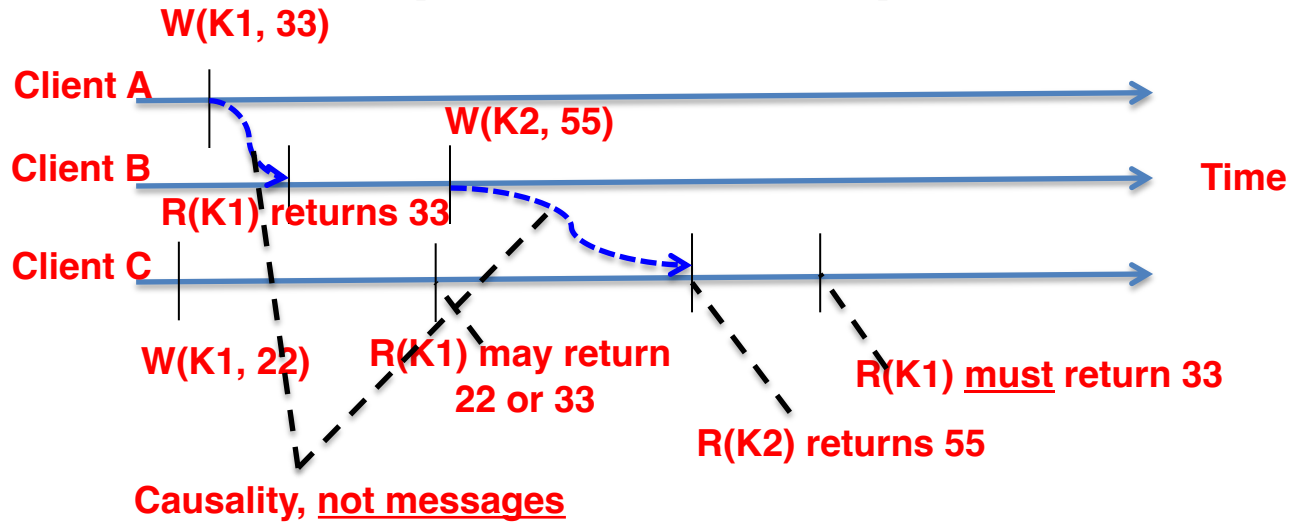 W(K1, 33)
Client A
W(K2, 55)
Client B
Time
R(K1) returns 33
Client C
W(K1, 22)
R(K1) may return
22 or 33
R(K1) must return 33
R(K2) returns 55
Causality, not messages